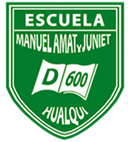 ESCUELA
MANUEL AMAT Y JUNIET
D 600
HUALQUI